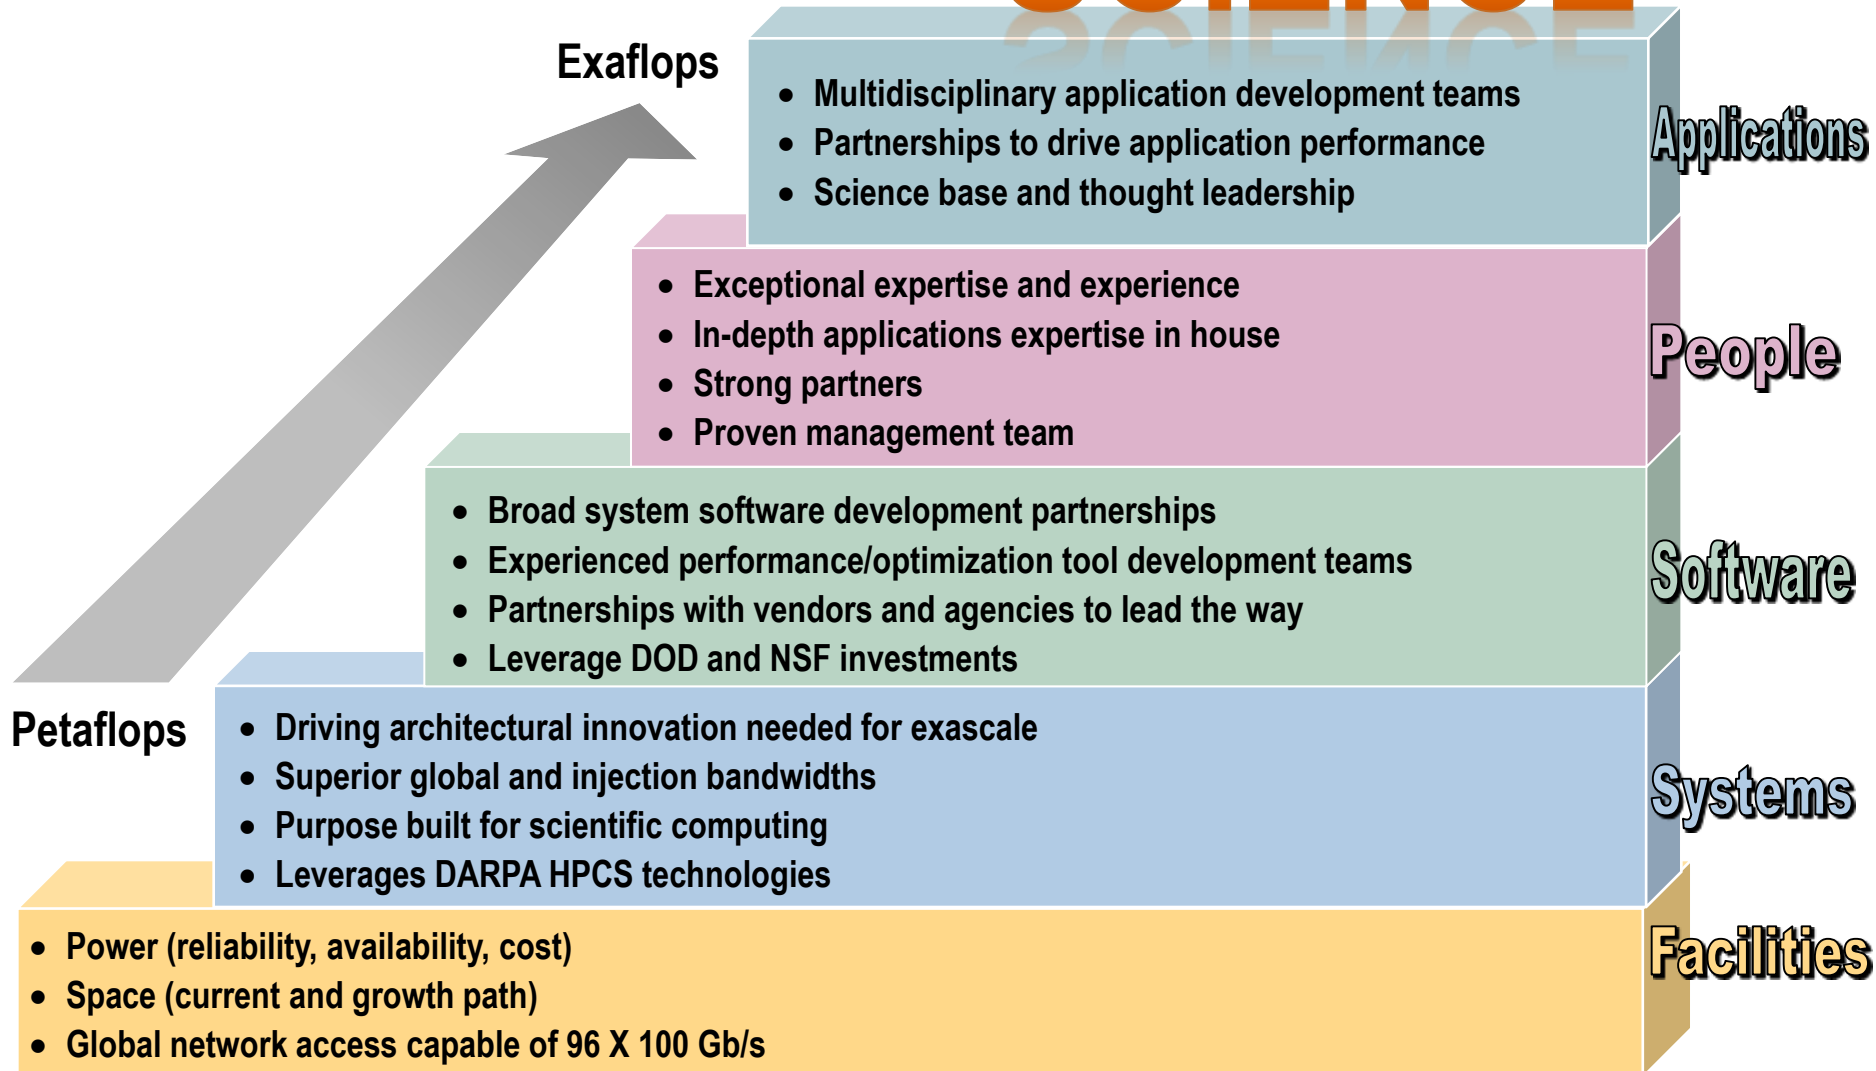 SCIENCE
Exaflops
• Multidisciplinary application development teams
• Partnerships to drive application performance
• Science base and thought leadership
Applications
• Exceptional expertise and experience
• In-depth applications expertise in house
• Strong partners
• Proven management team
People
• Broad system software development partnerships
• Experienced performance/optimization tool development teams
• Partnerships with vendors and agencies to lead the way
• Leverage DOD and NSF investments
Software
Petaflops
• Driving architectural innovation needed for exascale
• Superior global and injection bandwidths
• Purpose built for scientific computing
• Leverages DARPA HPCS technologies
Systems
• Power (reliability, availability, cost)
• Space (current and growth path)
• Global network access capable of 96 X 100 Gb/s
Facilities